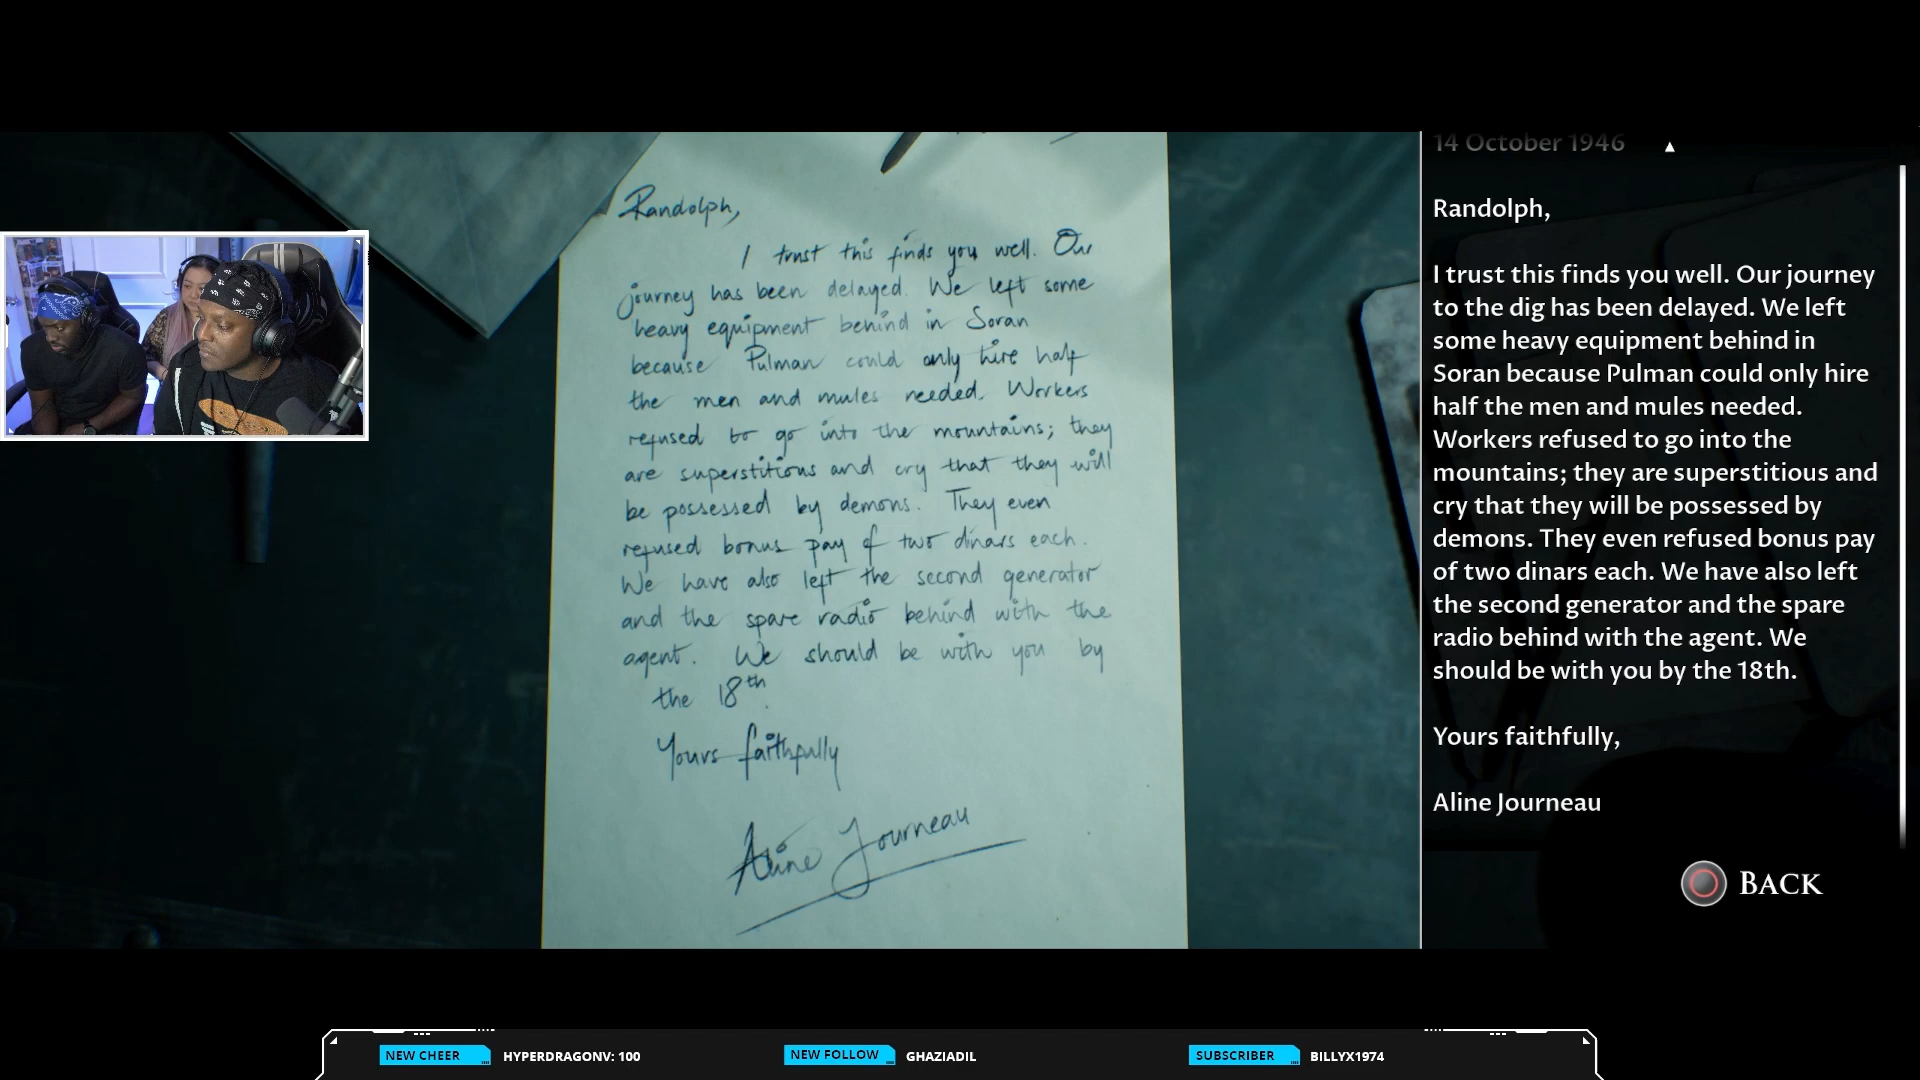 Randolph,
I trust this finds you well. Our
journey has been delayed. We left some
heavy equipment behind in Soran
because Pulman could only hire half
the men and mules needed. Workers
refused to go into the mountains; they
are superstitious and cry that they will
be possessed by demons. They even
refused bonus pay of two dinars each.
We have also left the second generator
and the spare radio behind with the
agent. We should be with you by
the 18th.
Yours faithfully
Aline Journeau
14 October 1946
Randolph,
I trust this finds you well. Our journey
to the dig has been delayed. We left
some heavy equipment behind in
Soran because Pulman could only hire
half the men and mules needed.
Workers refused to go into the
mountains; they are superstitious and
cry that they will be possessed by
demons. They even refused bonus pay
of two dinars each. We have also left
the second generator and the spare
radio behind with the agent. We
should be with you by the 18th.
Yours faithfully,
Aline Journeau
BACK
NEW CHEER HYPERDRAGONV: 100
NEW FOLLOW GHAZIADIL
SUBSCRIBER BILLYX1974